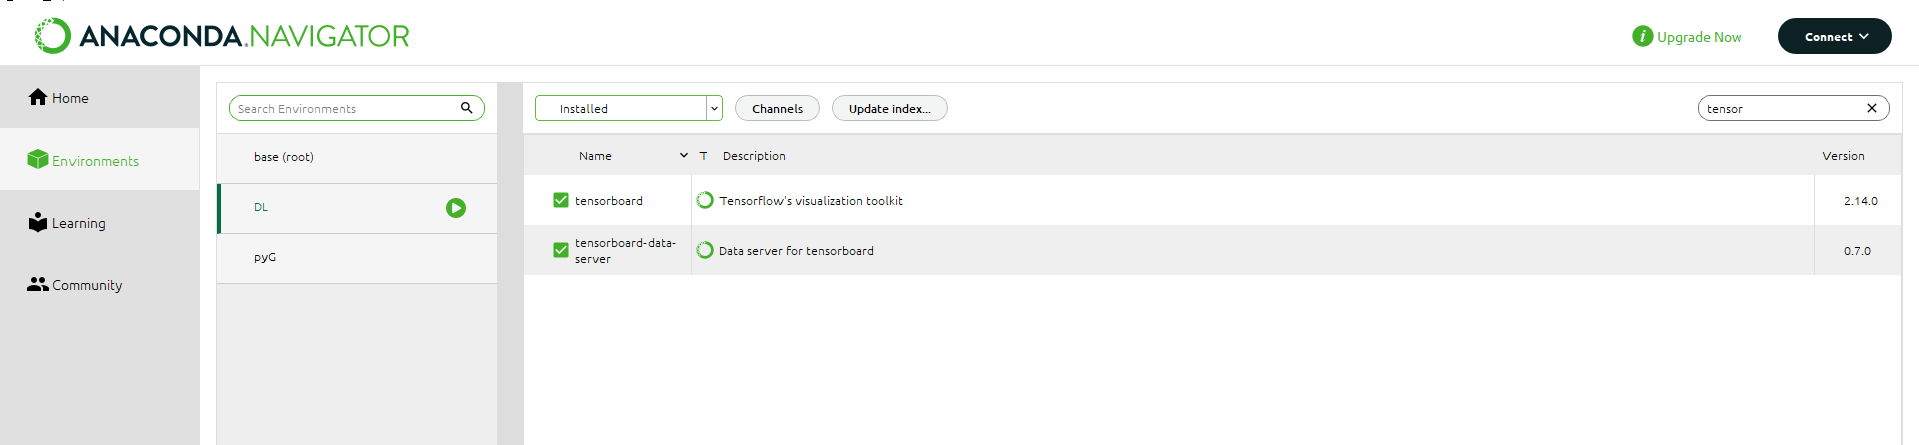 ANACONDA.NAVIGATOR
Upgrade Now
Connect
Home
Environments
Learning
Community
Search Environments
base (root)
DL
pyG
Installed
Channels
Update index...
tensor
Name T Description Version
tensorboard Tensorflow's visualization toolkit 2.14.0
tensorboard-data-
server Data server for tensorboard 0.7.0